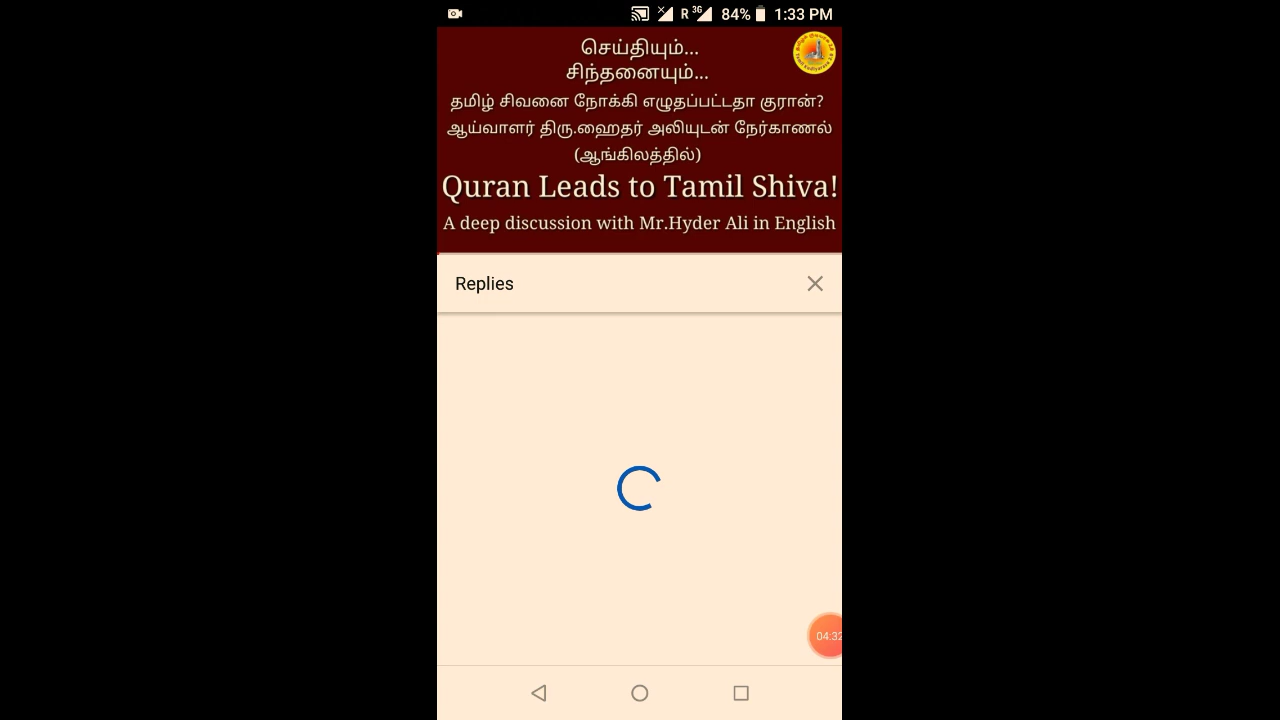 R 3G 84% 1:33 PM
செய்தியும்...
சிந்தனையும்...
தமிழ் சிவனை நோக்கி எழுதப்பட்டதா குரான்?
ஆய்வாளர் திரு.ஹைதர் அலியுடன் நேர்காணல்
(ஆங்கிலத்தில்)
Quran Leads to Tamil Shiva!
A deep discussion with Mr.Hyder Ali in English
Replies
04:32